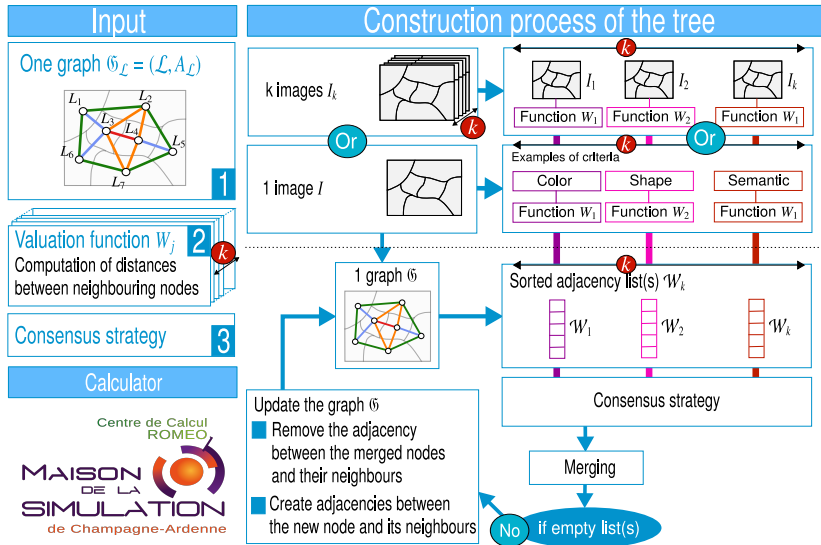 Input
One graph 𝔊_ℒ = (ℒ, A_ℒ)
L₁
L₂
L₃
L₄
L₅
L₆
L₇
1
Valuation function W_j
2
Computation of distances
between neighbouring nodes
k
Consensus strategy
3
Calculator
Centre de Calcul
ROMEO
MAISON
DE LA
SIMULATION
de Champagne-Ardenne
Construction process of the tree
k images I_k
k
Or
1 image I
k
I₁
I₂
I_k
Function W₁
Function W₂
Function W₁
k
Or
Examples of criteria
Color
Shape
Semantic
Function W₁
Function W₂
Function W₁
1 graph 𝔊
k
Sorted adjacency list(s) 𝒲_k
𝒲₁
𝒲₂
𝒲_k
Consensus strategy
Merging
if empty list(s)
No
Update the graph 𝔊
Remove the adjacency
between the merged nodes
and their neighbours
Create adjacencies between
the new node and its neighbours